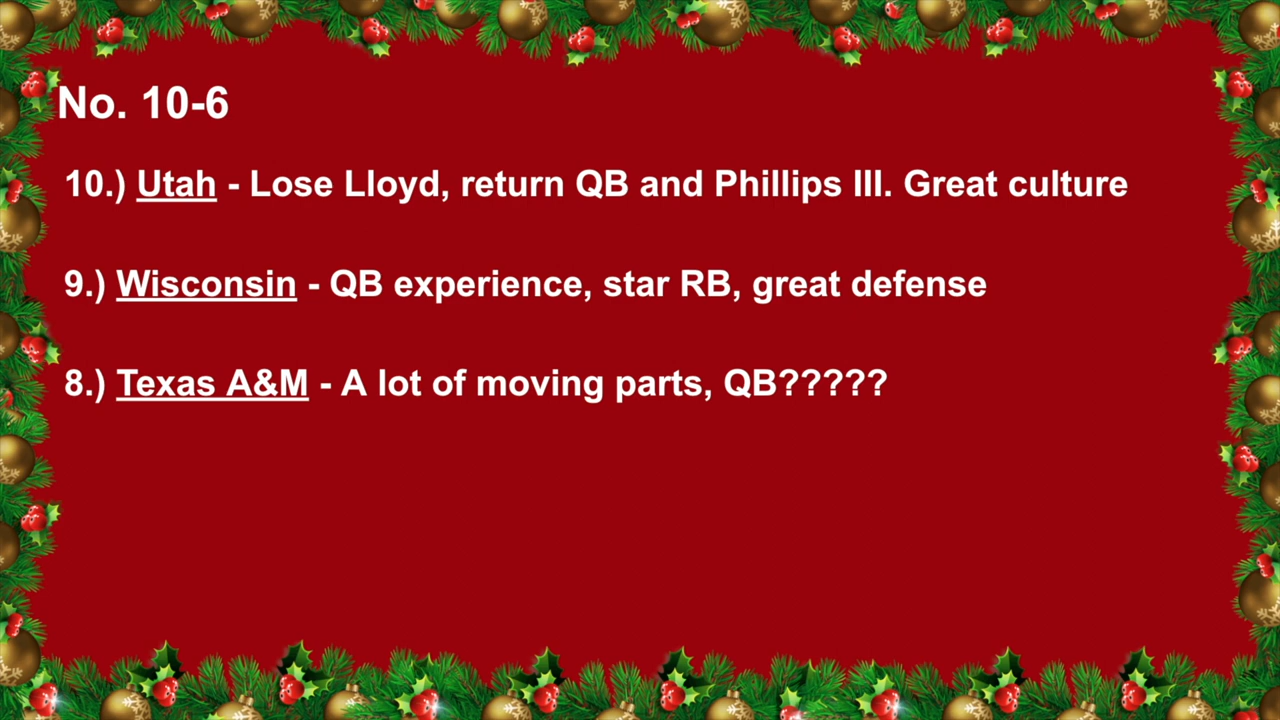 No. 10-6
10.) Utah - Lose Lloyd, return QB and Phillips III. Great culture
9.) Wisconsin - QB experience, star RB, great defense
8.) Texas A&M - A lot of moving parts, QB?????